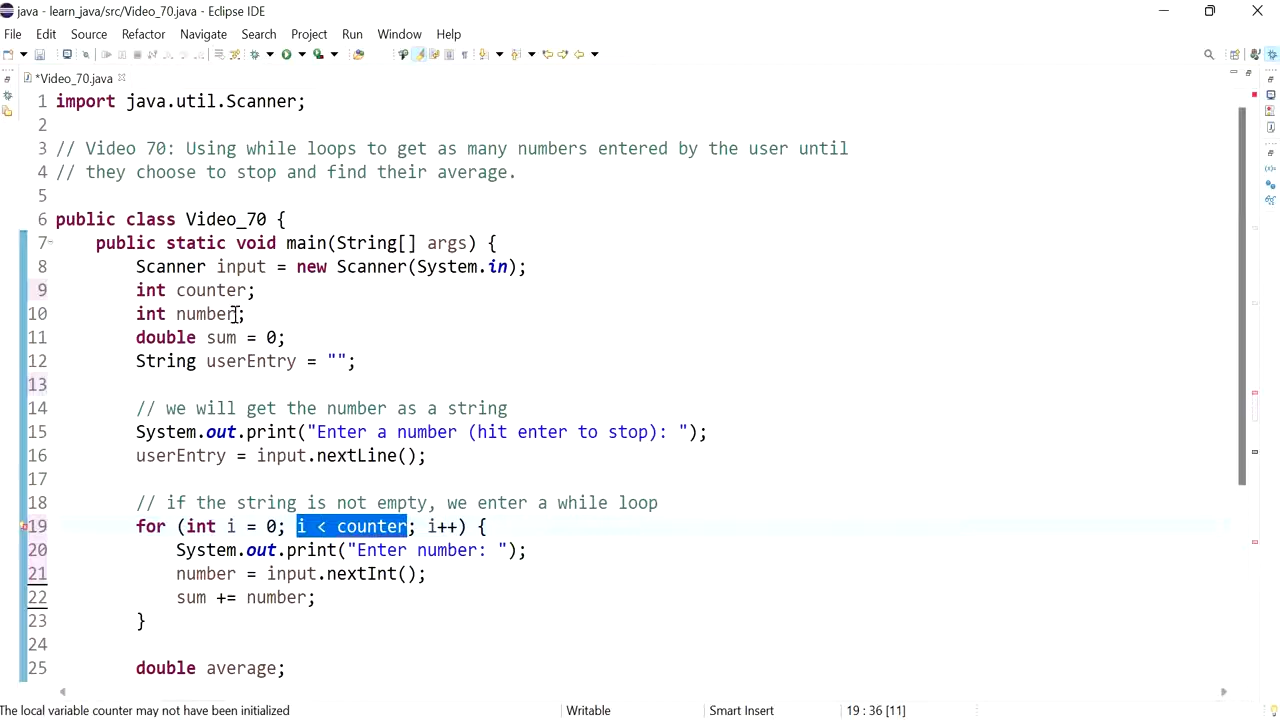 java - learn_java/src/Video_70.java - Eclipse IDE
File Edit Source Refactor Navigate Search Project Run Window Help
*Video_70.java
1 import java.util.Scanner;
2
3 // Video 70: Using while loops to get as many numbers entered by the user until
4 // they choose to stop and find their average.
5
6 public class Video_70 {
7 public static void main(String[] args) {
8 Scanner input = new Scanner(System.in);
9 int counter;
10 int number;
11 double sum = 0;
12 String userEntry = "";
13
14 // we will get the number as a string
15 System.out.print("Enter a number (hit enter to stop): ");
16 userEntry = input.nextLine();
17
18 // if the string is not empty, we enter a while loop
19 for (int i = 0; i < counter; i++) {
20 System.out.print("Enter number: ");
21 number = input.nextInt();
22 sum += number;
23 }
24
25 double average;
The local variable counter may not have been initialized Writable Smart Insert 19 : 36 [11]